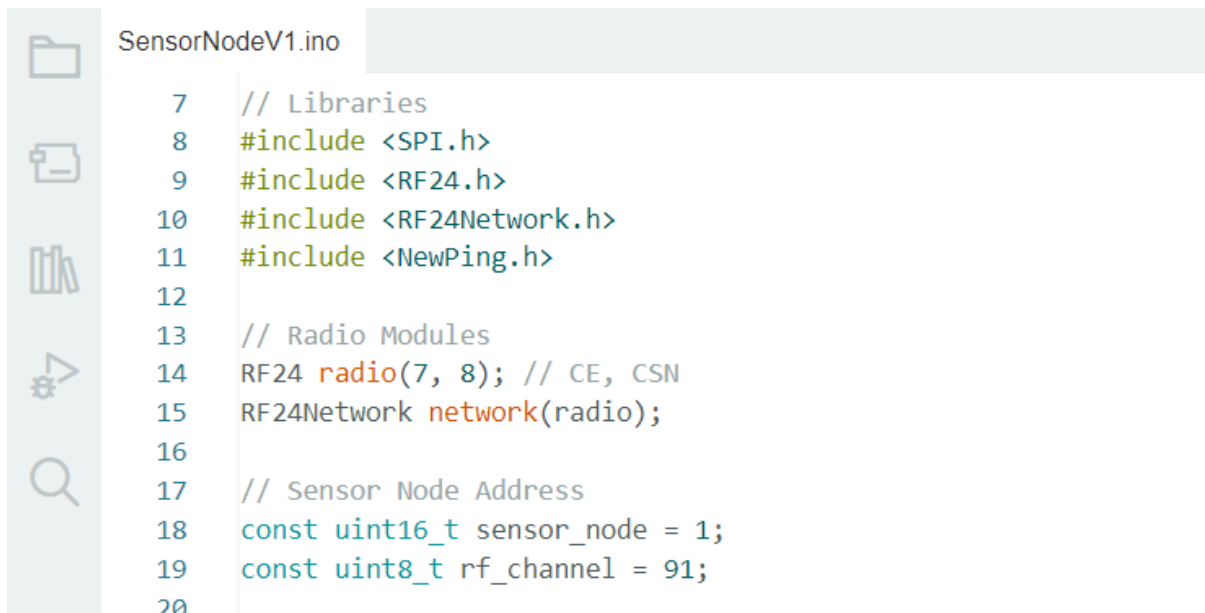 SensorNodeV1.ino
7 // Libraries
8 #include <SPI.h>
9 #include <RF24.h>
10 #include <RF24Network.h>
11 #include <NewPing.h>
12
13 // Radio Modules
14 RF24 radio(7, 8); // CE, CSN
15 RF24Network network(radio);
16
17 // Sensor Node Address
18 const uint16_t sensor_node = 1;
19 const uint8_t rf_channel = 91;
20